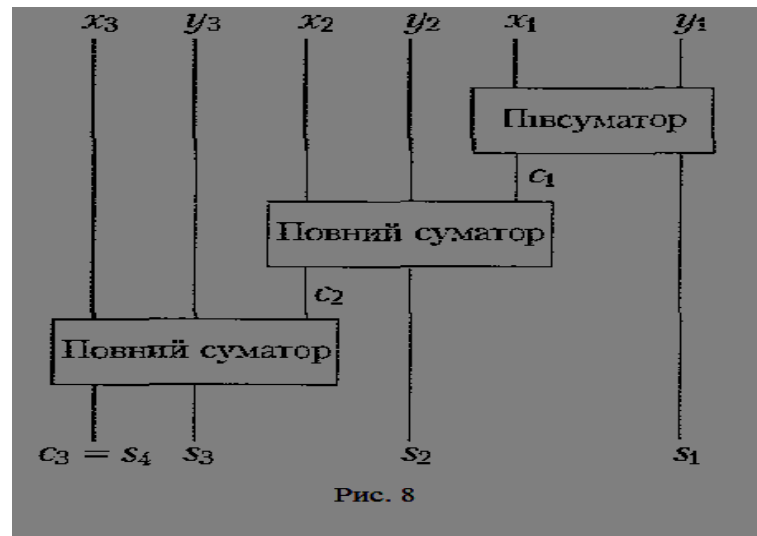 x₃ y₃ x₂ y₂ x₁ y₁
Півсуматор
c₁
Повний суматор
c₂
Повний суматор
c₃ = s₄ s₃ s₂ s₁
Рис. 8